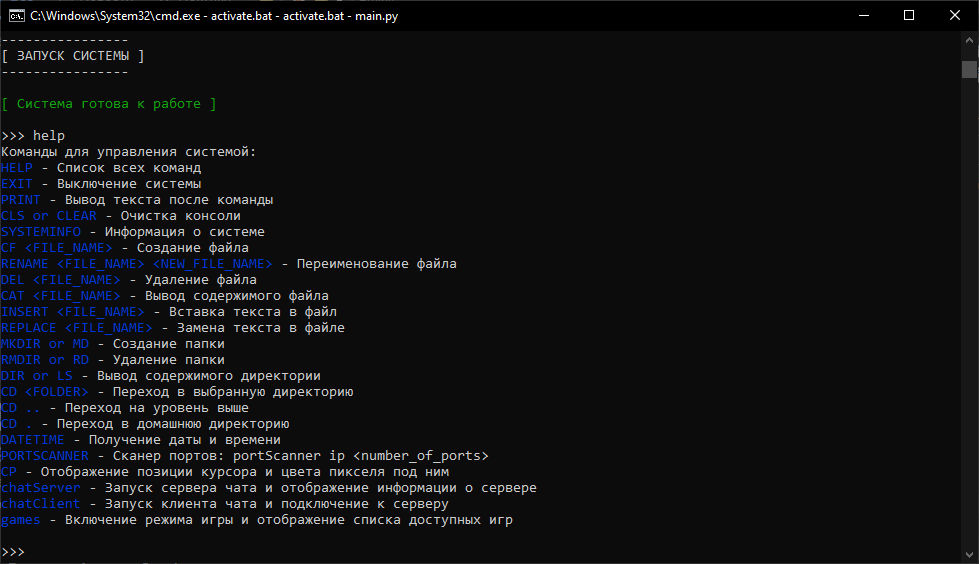 C:\Windows\System32\cmd.exe - activate.bat - activate.bat - main.py
----------------
[ ЗАПУСК СИСТЕМЫ ]
----------------
[ Система готова к работе ]
>>> help
Команды для управления системой:
HELP - Список всех команд
EXIT - Выключение системы
PRINT - Вывод текста после команды
CLS or CLEAR - Очистка консоли
SYSTEMINFO - Информация о системе
CF <FILE_NAME> - Создание файла
RENAME <FILE_NAME> <NEW_FILE_NAME> - Переименование файла
DEL <FILE_NAME> - Удаление файла
CAT <FILE_NAME> - Вывод содержимого файла
INSERT <FILE_NAME> - Вставка текста в файл
REPLACE <FILE_NAME> - Замена текста в файле
MKDIR or MD - Создание папки
RMDIR or RD - Удаление папки
DIR or LS - Вывод содержимого директории
CD <FOLDER> - Переход в выбранную директорию
CD .. - Переход на уровень выше
CD . - Переход в домашнюю директорию
DATETIME - Получение даты и времени
PORTSCANNER - Сканер портов: portScanner ip <number_of_ports>
CP - Отображение позиции курсора и цвета пикселя под ним
chatServer - Запуск сервера чата и отображение информации о сервере
chatClient - Запуск клиента чата и подключение к серверу
games - Включение режима игры и отображение списка доступных игр
>>>